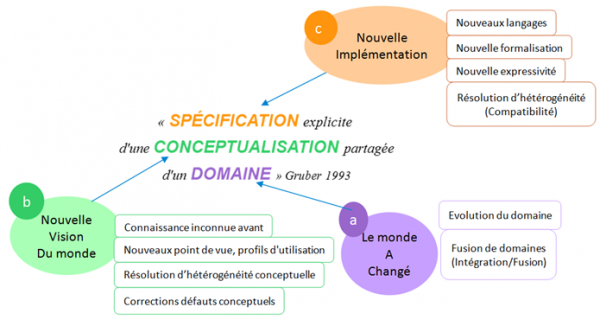 c
Nouvelle
Implémentation
Nouveaux langages
Nouvelle formalisation
Nouvelle expressivité
Résolution d’hétérogénéité
(Compatibilité)
« SPÉCIFICATION explicite
d'une CONCEPTUALISATION partagée
d'un DOMAINE » Gruber 1993
b
Nouvelle
Vision
Du monde
Connaissance inconnue avant
Nouveaux point de vue, profils d'utilisation
Résolution d’hétérogénéité conceptuelle
Corrections défauts conceptuels
a
Le monde
A
Changé
Evolution du domaine
Fusion de domaines
(Intégration/Fusion)